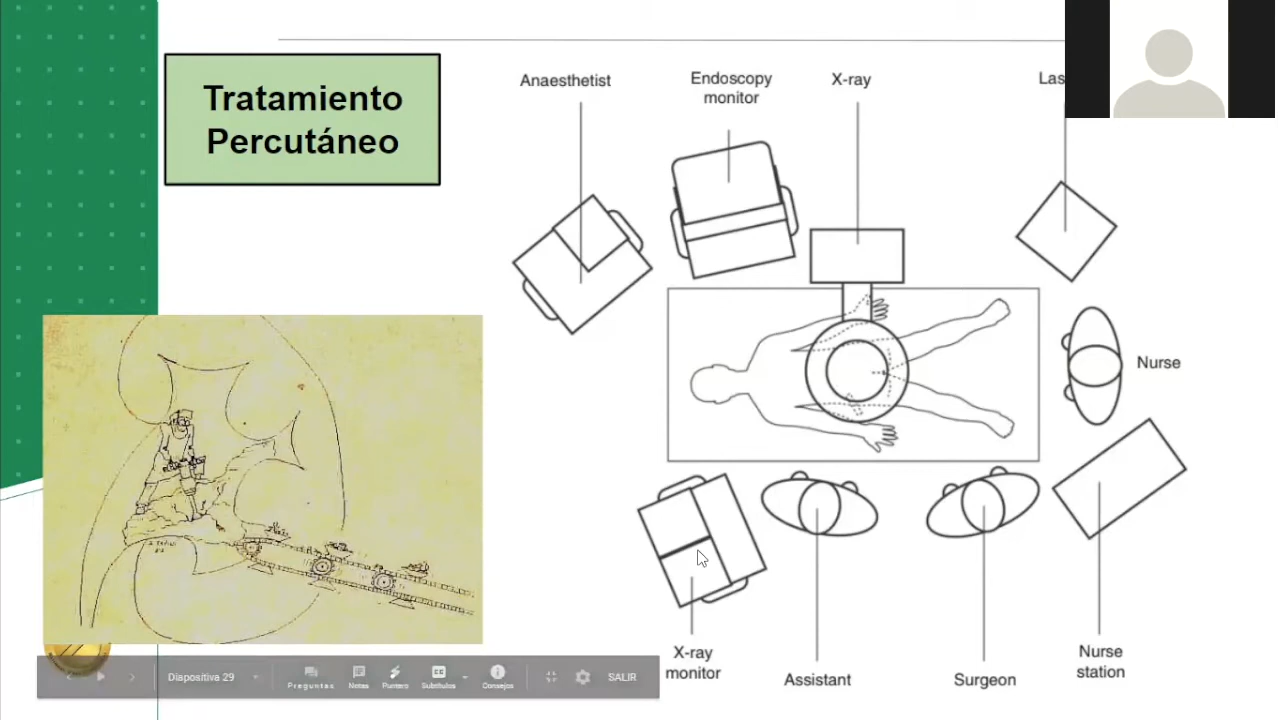 Tratamiento
Percutáneo
Anaesthetist
Endoscopy
monitor
X-ray
Las
Nurse
X-ray
monitor
Assistant
Surgeon
Nurse
station
Diapositiva 29
Preguntas
Notas
Puntero
Subtítulos
Consejos
SALIR